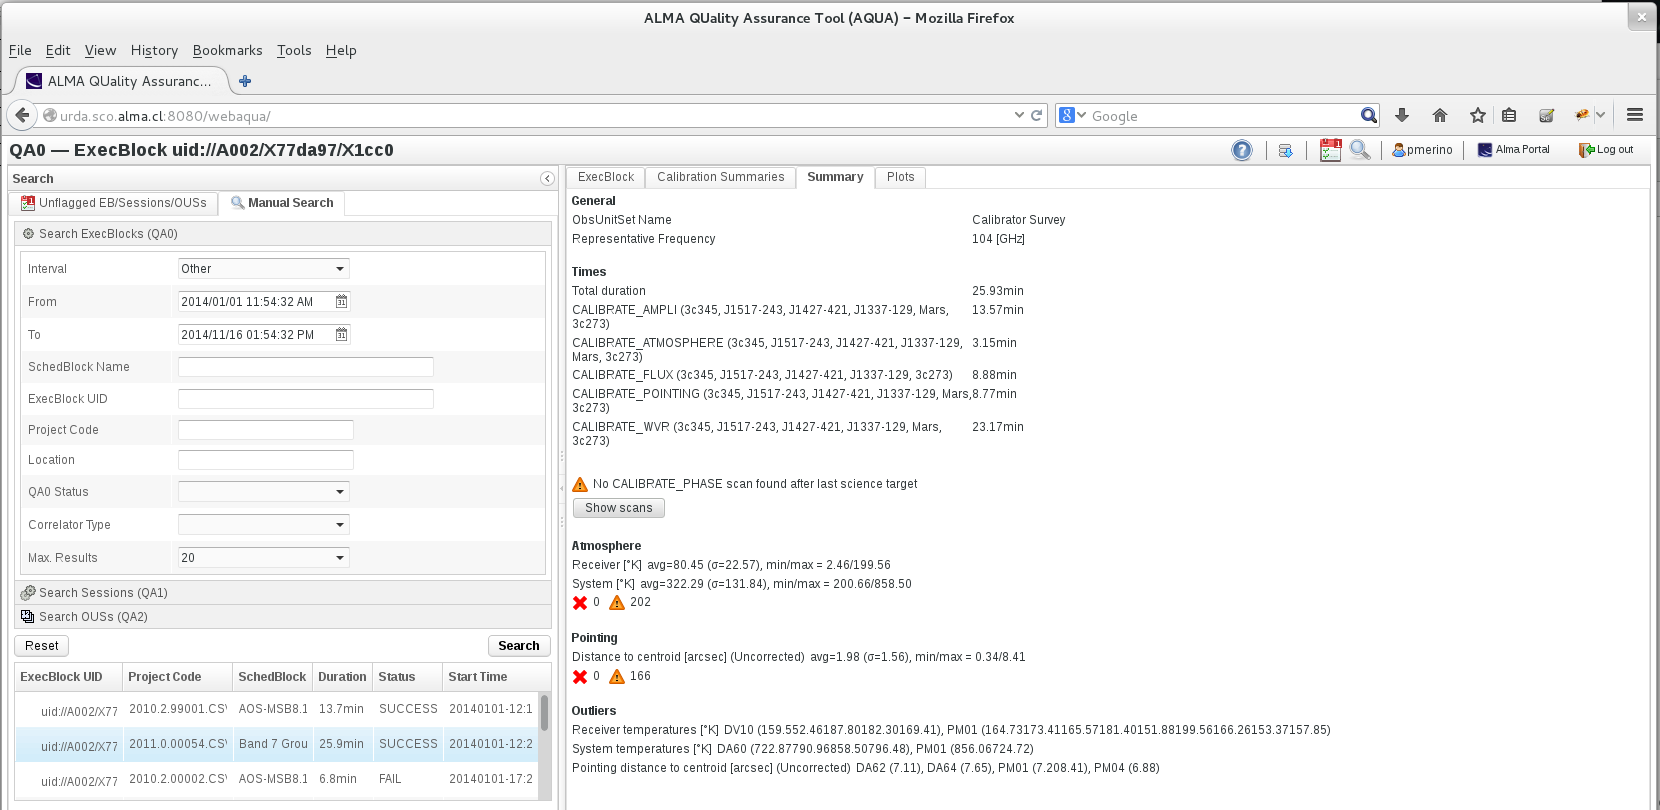 ALMA QUality Assurance Tool (AQUA) – Mozilla Firefox
File Edit View History Bookmarks Tools Help
ALMA QUality Assuranc...
urda.sco.alma.cl:8080/webaqua/
Google
QA0 — ExecBlock uid://A002/X77da97/X1cc0
pmerino
Alma Portal
Log out
Search
Unflagged EB/Sessions/OUSs
Manual Search
Search ExecBlocks (QA0)
Interval Other
From 2014/01/01 11:54:32 AM
To 2014/11/16 01:54:32 PM
SchedBlock Name
ExecBlock UID
Project Code
Location
QA0 Status
Correlator Type
Max. Results 20
Search Sessions (QA1)
Search OUSs (QA2)
Reset Search
ExecBlock UID Project Code SchedBlock Duration Status Start Time
uid://A002/X77 2010.2.99001.CSV AOS-MSB8.1 13.7min SUCCESS 20140101-12:1
uid://A002/X77 2011.0.00054.CSV Band 7 Grou 25.9min SUCCESS 20140101-12:2
uid://A002/X77 2010.2.00002.CSV AOS-MSB8.1 6.8min FAIL 20140101-17:2
ExecBlock Calibration Summaries Summary Plots
General
ObsUnitSet Name Calibrator Survey
Representative Frequency 104 [GHz]
Times
Total duration 25.93min
CALIBRATE_AMPLI (3c345, J1517-243, J1427-421, J1337-129, Mars, 13.57min
3c273)
CALIBRATE_ATMOSPHERE (3c345, J1517-243, J1427-421, J1337-129, 3.15min
Mars, 3c273)
CALIBRATE_FLUX (3c345, J1517-243, J1427-421, J1337-129, 3c273) 8.88min
CALIBRATE_POINTING (3c345, J1517-243, J1427-421, J1337-129, Mars, 8.77min
3c273)
CALIBRATE_WVR (3c345, J1517-243, J1427-421, J1337-129, Mars, 23.17min
3c273)
No CALIBRATE_PHASE scan found after last science target
Show scans
Atmosphere
Receiver [°K] avg=80.45 (σ=22.57), min/max = 2.46/199.56
System [°K] avg=322.29 (σ=131.84), min/max = 200.66/858.50
0 202
Pointing
Distance to centroid [arcsec] (Uncorrected) avg=1.98 (σ=1.56), min/max = 0.34/8.41
0 166
Outliers
Receiver temperatures [°K] DV10 (159.552.46187.80182.30169.41), PM01 (164.73173.41165.57181.40151.88199.56166.26153.37157.85)
System temperatures [°K] DA60 (722.87790.96858.50796.48), PM01 (856.06724.72)
Pointing distance to centroid [arcsec] (Uncorrected) DA62 (7.11), DA64 (7.65), PM01 (7.208.41), PM04 (6.88)